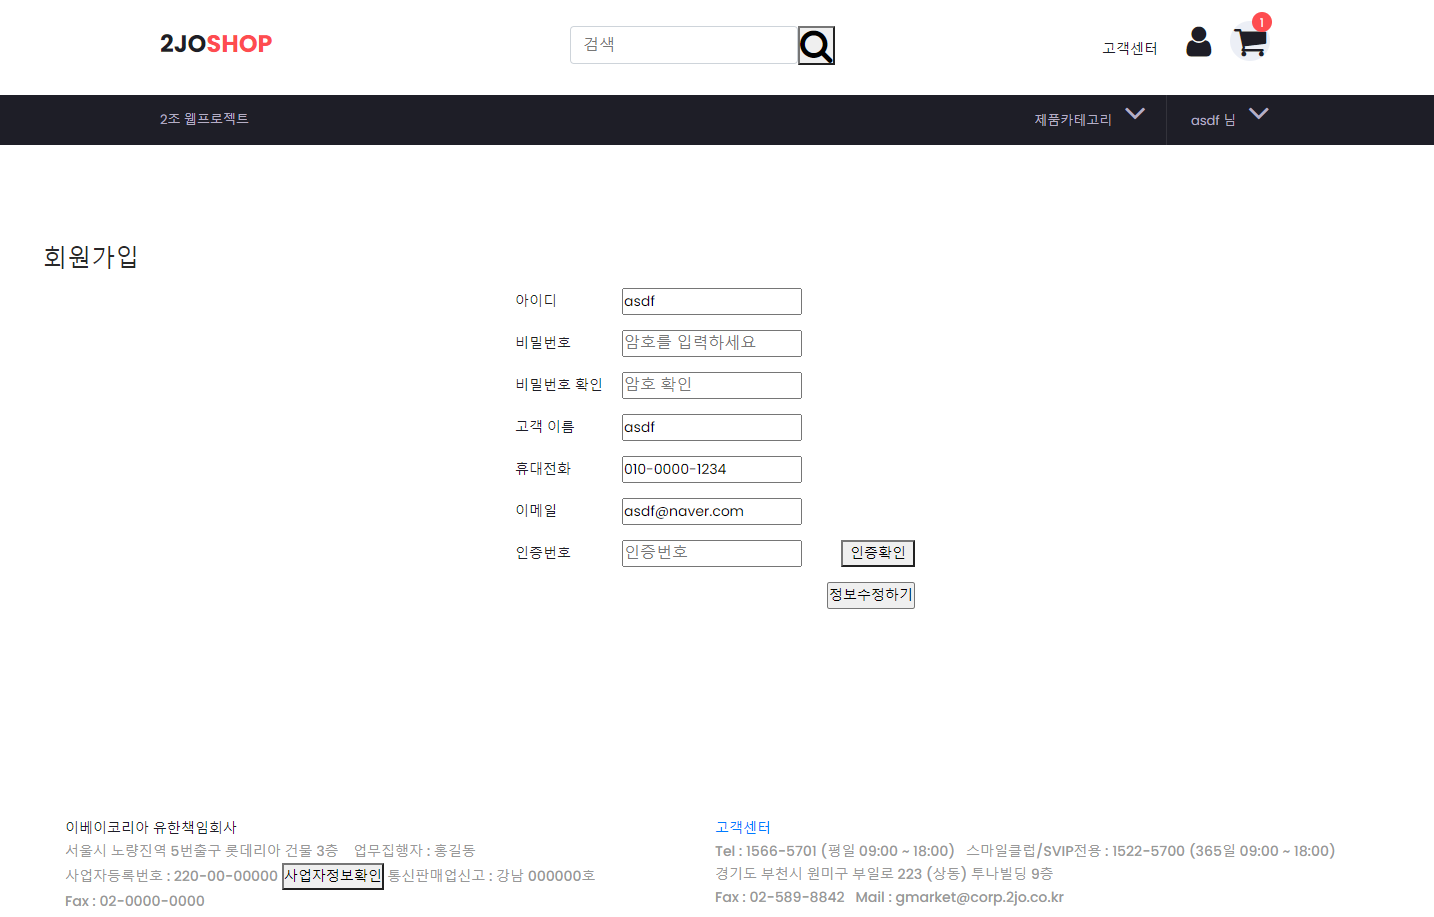 2JOSHOP
검색
고객센터
1
2조 웹프로젝트
제품카테고리
asdf 님
회원가입
아이디 asdf
비밀번호 암호를 입력하세요
비밀번호 확인 암호 확인
고객 이름 asdf
휴대전화 010-0000-1234
이메일 asdf@naver.com
인증번호 인증번호 인증확인
정보수정하기
이베이코리아 유한책임회사
서울시 노량진역 5번출구 롯데리아 건물 3층 업무집행자 : 홍길동
사업자등록번호 : 220-00-00000 사업자정보확인 통신판매업신고 : 강남 000000호
Fax : 02-0000-0000
고객센터
Tel : 1566-5701 (평일 09:00 ~ 18:00) 스마일클럽/SVIP전용 : 1522-5700 (365일 09:00 ~ 18:00)
경기도 부천시 원미구 부일로 223 (상동) 투나빌딩 9층
Fax : 02-589-8842 Mail : gmarket@corp.2jo.co.kr